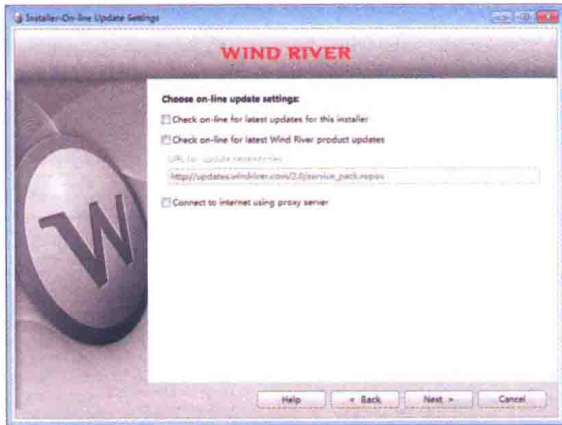 Installer-On-line Update Settings
WIND RIVER
Choose on-line update settings:
Check on-line for latest updates for this installer
Check on-line for latest Wind River product updates
URL for update repositories
http://updates.windriver.com/2.0/service_pack.repos
Connect to internet using proxy server
W
Help
< Back
Next >
Cancel